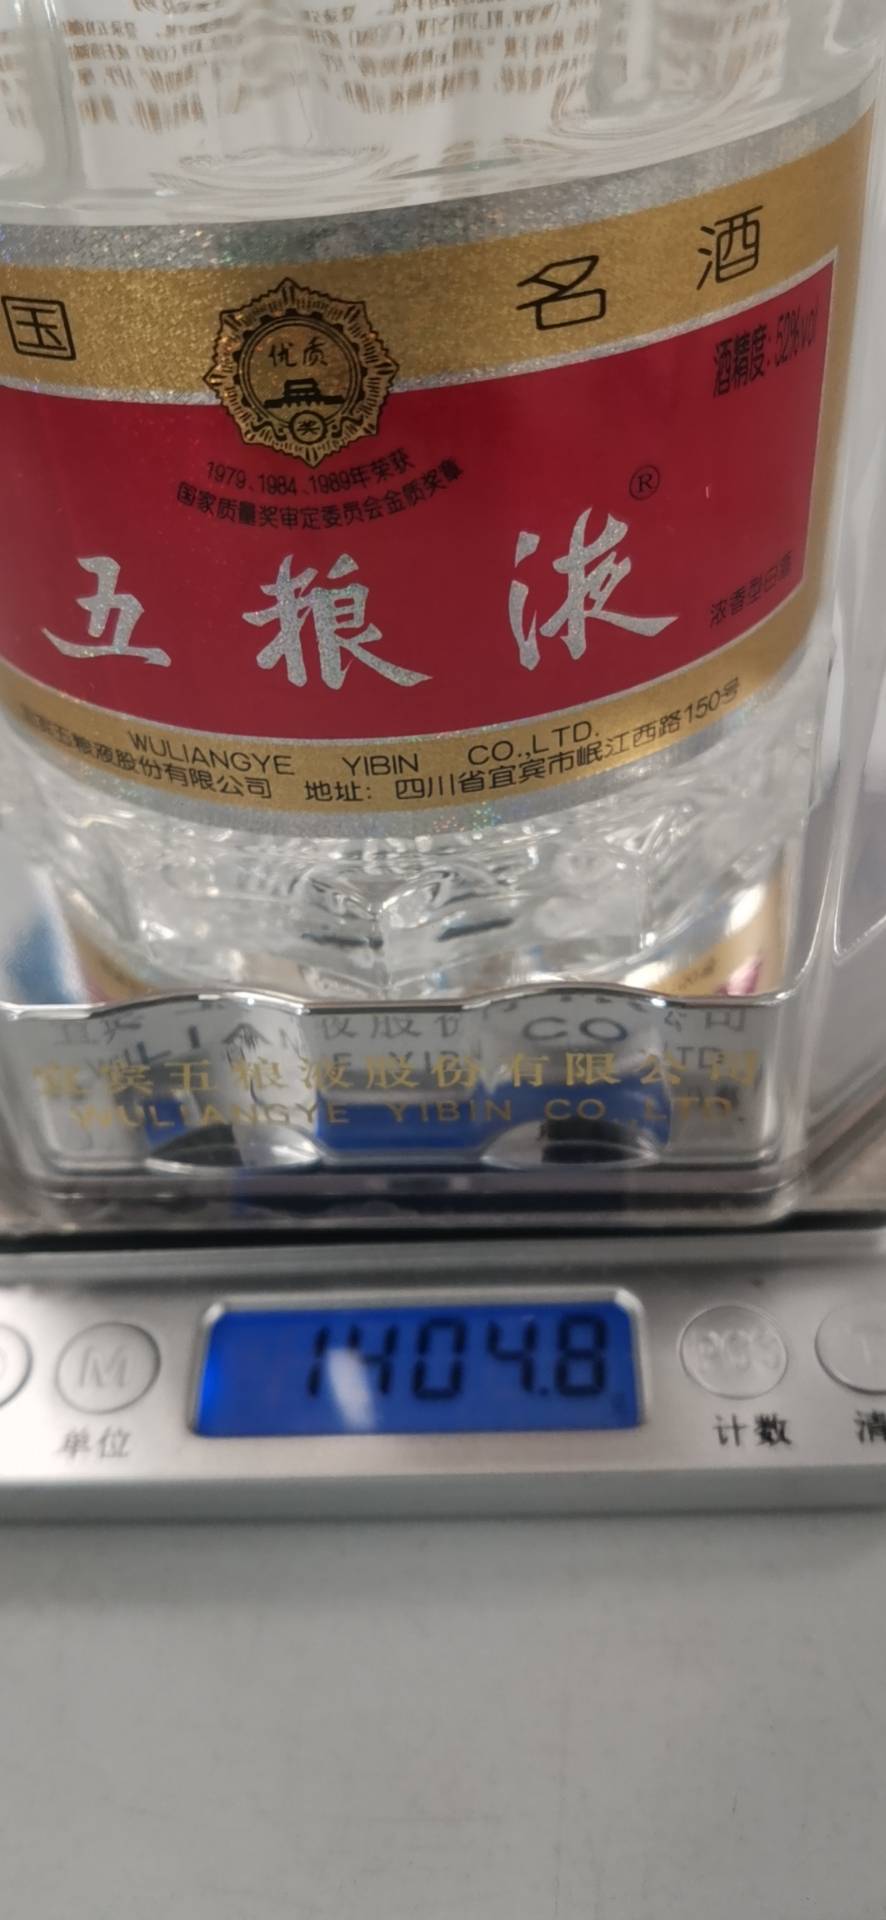 国 名 酒
优质
奖
酒精度:52%vol
1979、1984、1989年荣获
国家质量奖审定委员会金质奖章
®
五粮液
浓香型白酒
WULIANGYE YIBIN CO.,LTD.
宜宾五粮液股份有限公司 地址: 四川省宜宾市岷江西路150号
宜宾五粮液股份有限公司
WULIANGYE YIBIN CO.,LTD.
1404.8
M
PCS
单位
计数
清